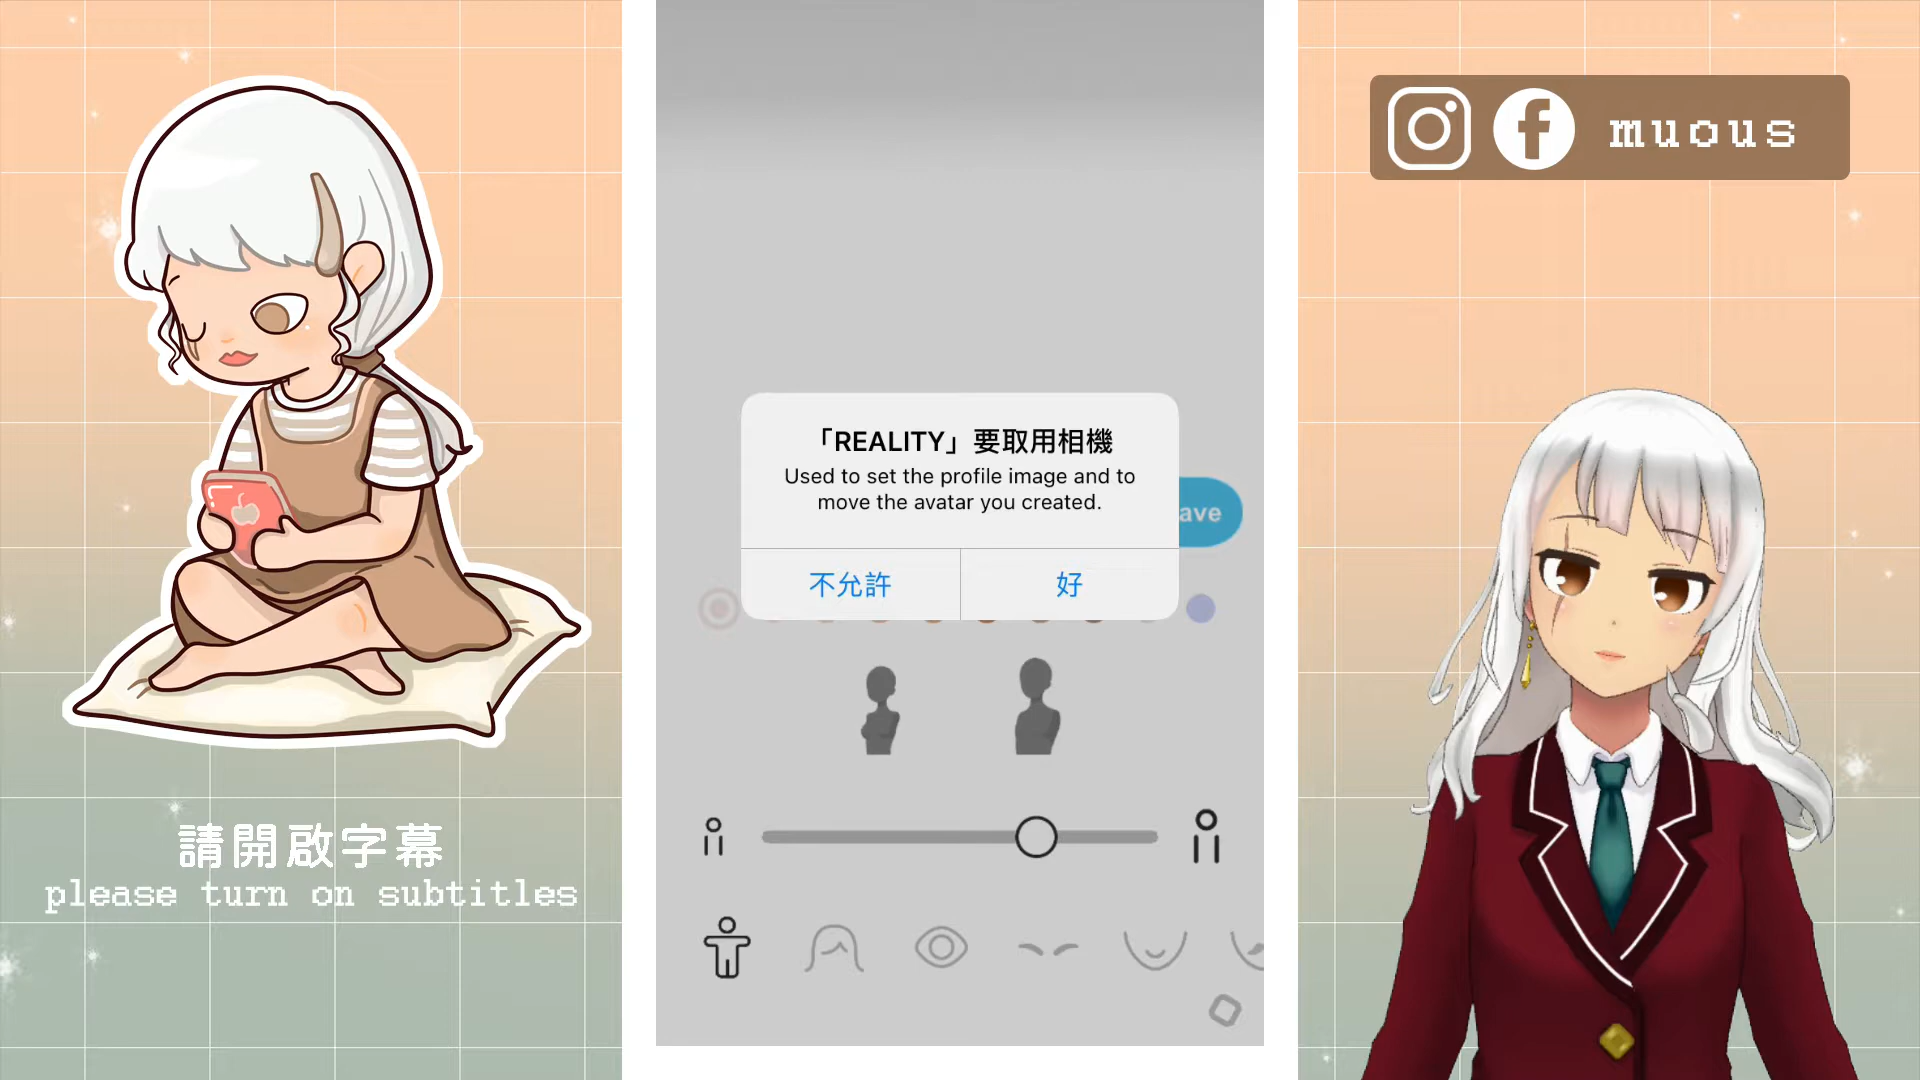 請開啟字幕
please turn on subtitles
「REALITY」要取用相機
Used to set the profile image and to
move the avatar you created.
不允許
好
ave
muous